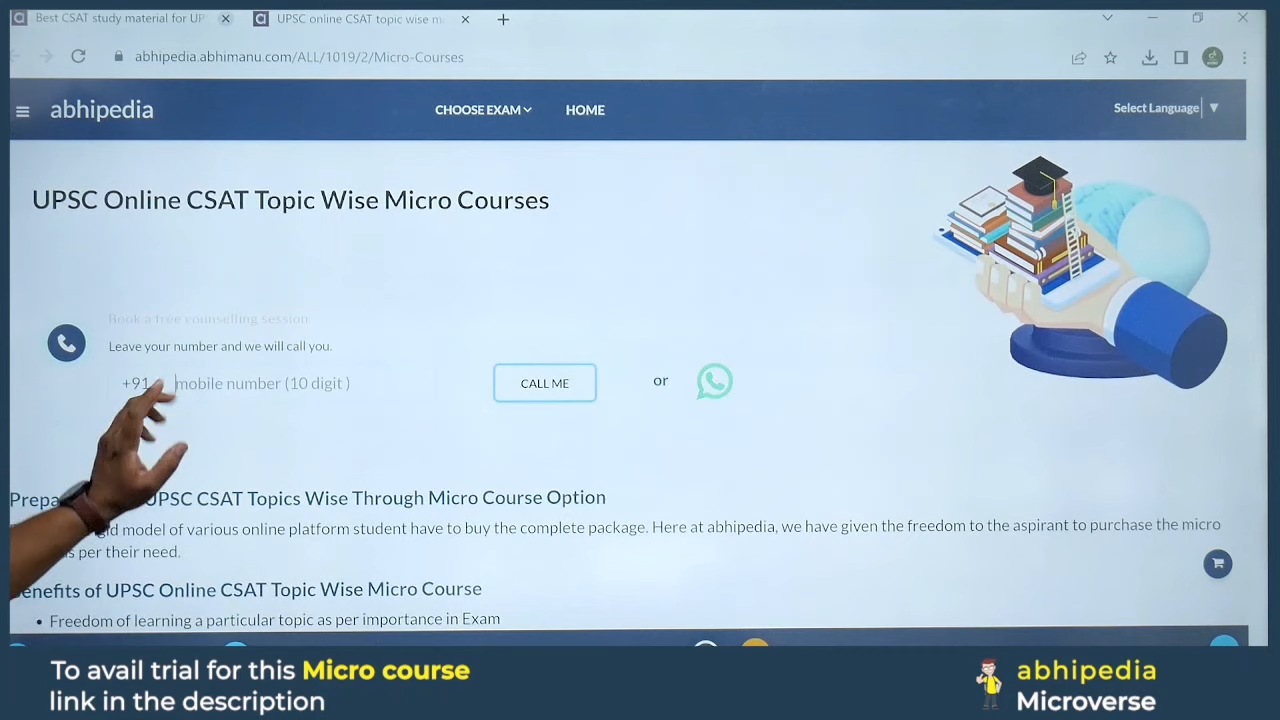 Best CSAT study material for UP
UPSC online CSAT topic wise m
abhipedia.abhimanu.com/ALL/1019/2/Micro-Courses
abhipedia
CHOOSE EXAM
HOME
Select Language
UPSC Online CSAT Topic Wise Micro Courses
Book a free counselling session
Leave your number and we will call you.
+91
mobile number (10 digit )
CALL ME
or
UPSC CSAT Topics Wise Through Micro Course Option
model of various online platform student have to buy the complete package. Here at abhipedia, we have given the freedom to the aspirant to purchase the micro
as per their need.
enefits of UPSC Online CSAT Topic Wise Micro Course
• Freedom of learning a particular topic as per importance in Exam
To avail trial for this Micro course
link in the description
abhipedia
Microverse